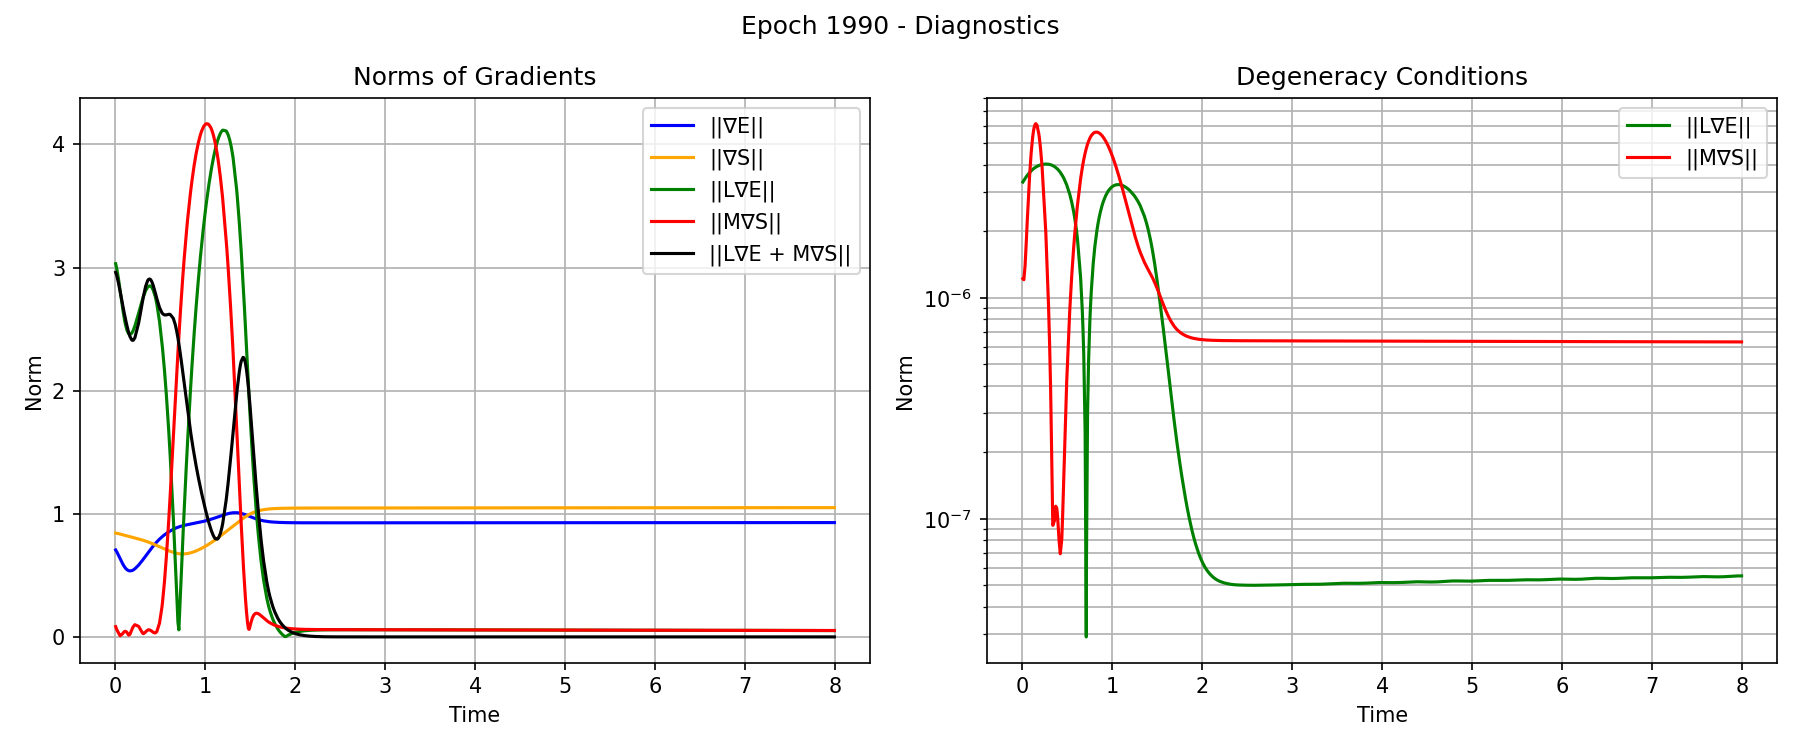 Epoch 1990 - Diagnostics
Norms of Gradients
Norm
4
3
2
1
0
0 1 2 3 4 5 6 7 8
Time
||∇E||
||∇S||
||L∇E||
||M∇S||
||L∇E + M∇S||
Degeneracy Conditions
Norm
10⁻⁶
10⁻⁷
0 1 2 3 4 5 6 7 8
Time
||L∇E||
||M∇S||